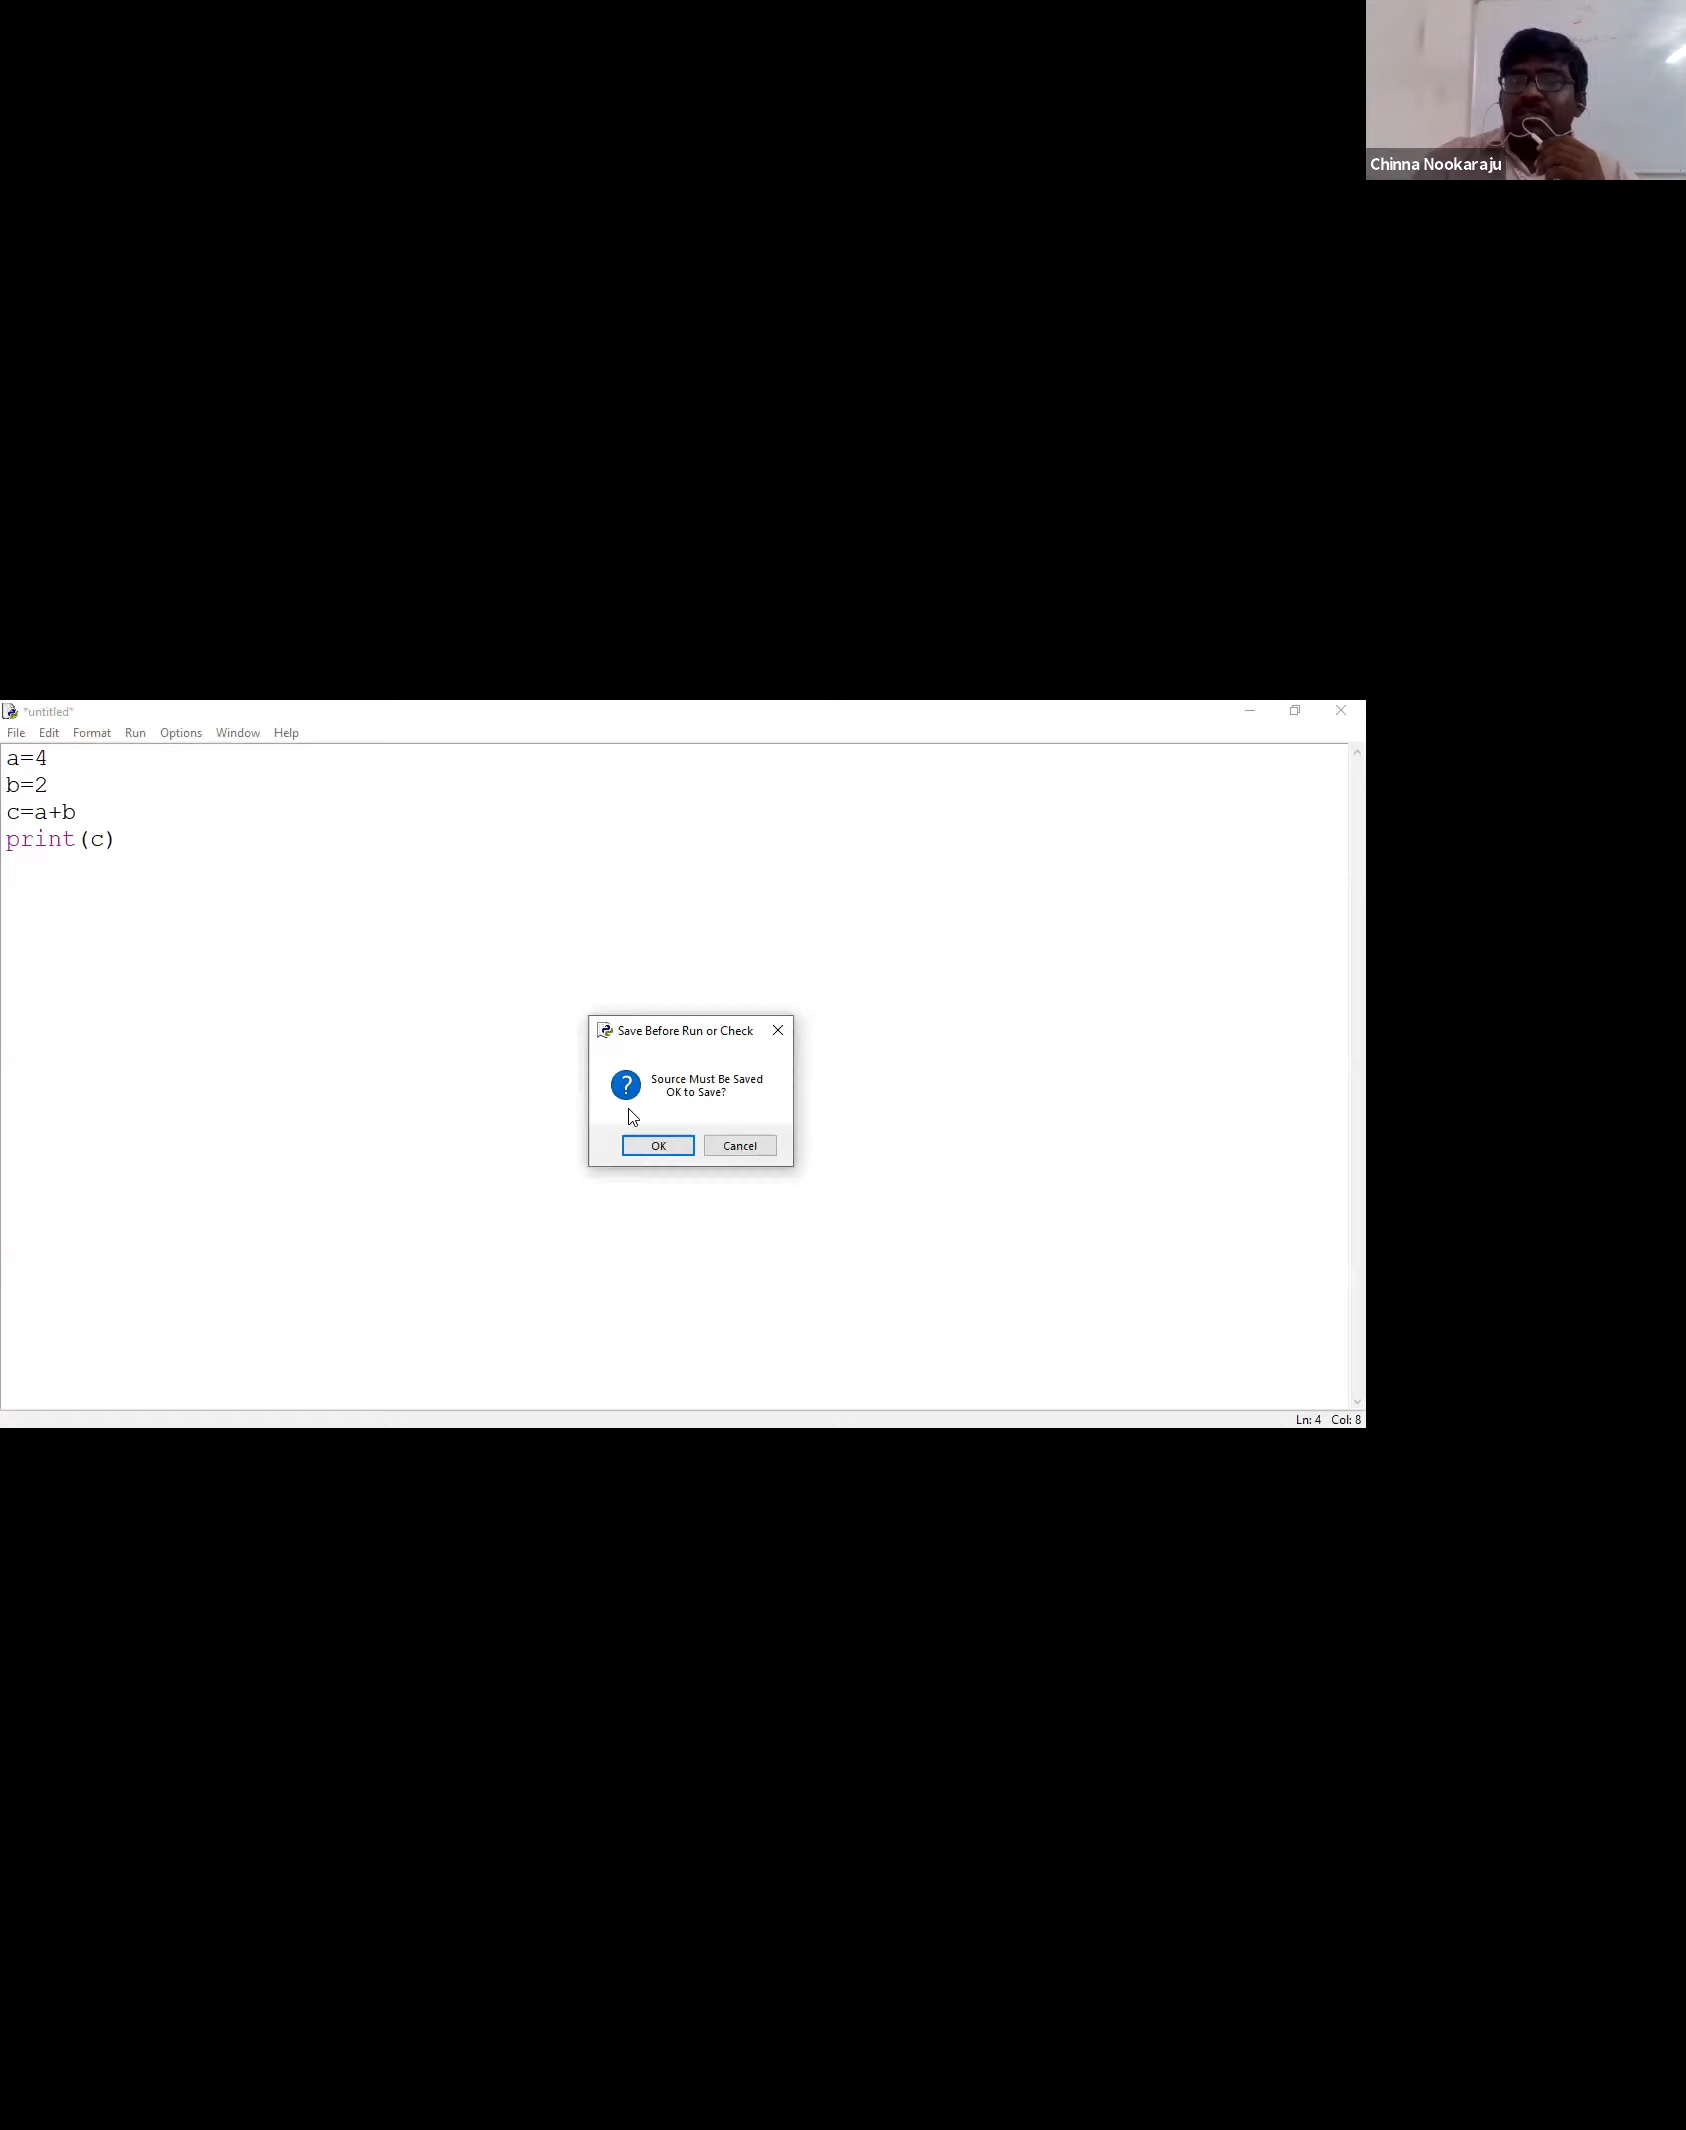 Chinna Nookaraju
*untitled*
File Edit Format Run Options Window Help
a=4
b=2
c=a+b
print(c)
Save Before Run or Check
Source Must Be Saved
OK to Save?
OK Cancel
Ln: 4 Col: 8